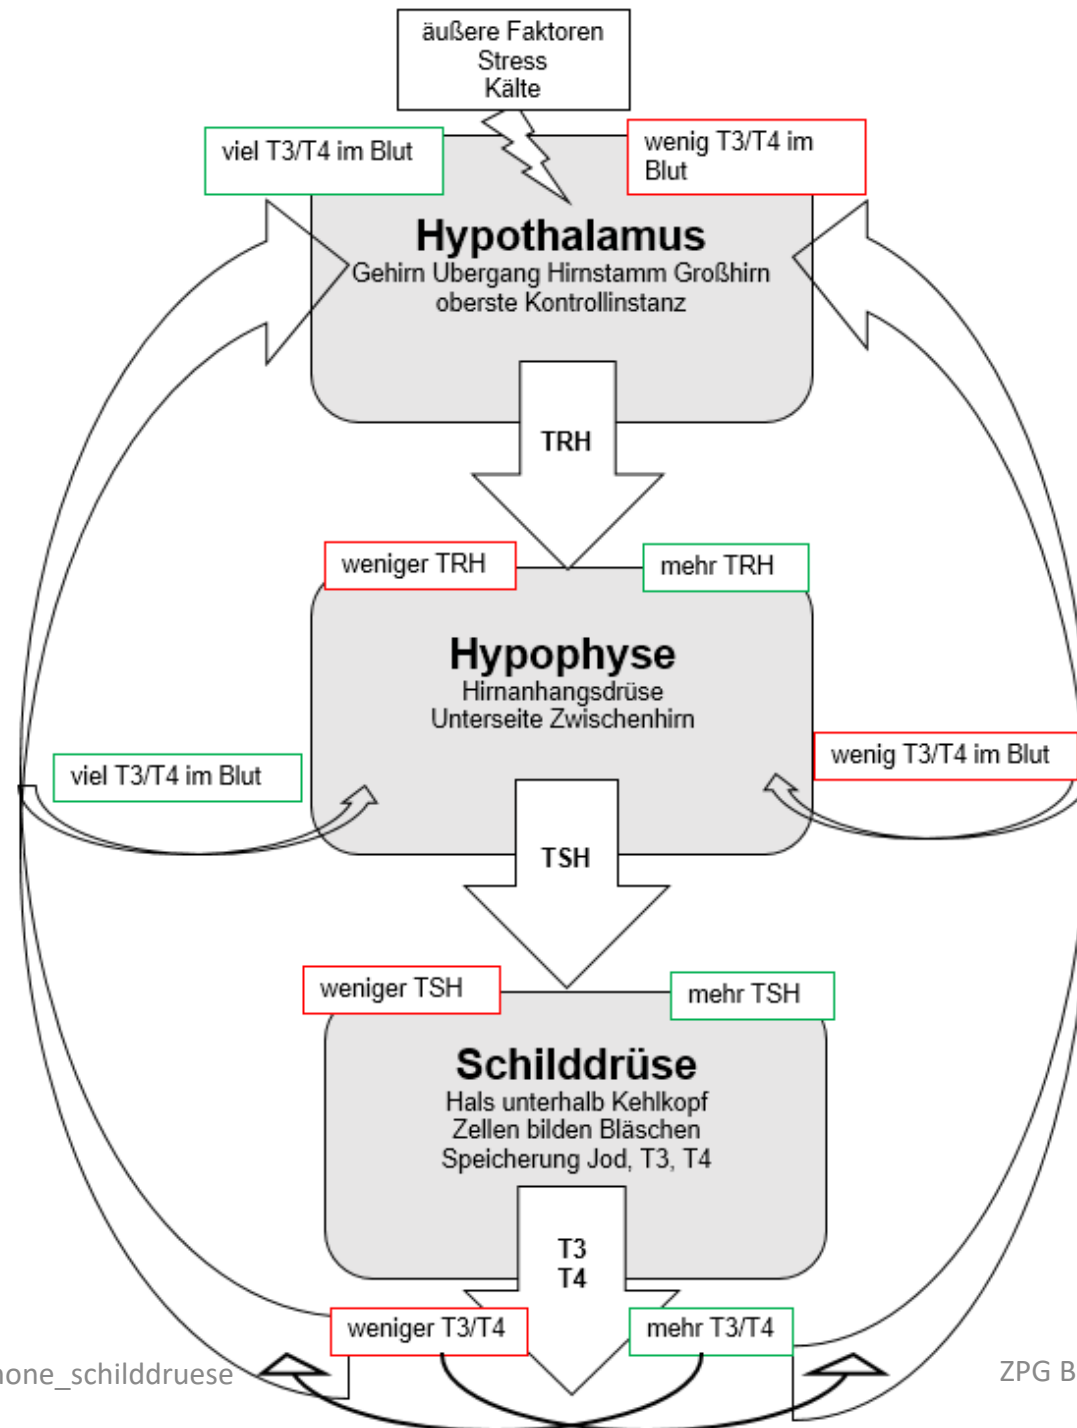 äußere Faktoren
Stress
Kälte
viel T3/T4 im Blut
wenig T3/T4 im
Blut
Hypothalamus
Gehirn Ubergang Hirnstamm Großhirn
oberste Kontrollinstanz
TRH
weniger TRH
mehr TRH
Hypophyse
Hirnanhangsdrüse
Unterseite Zwischenhirn
viel T3/T4 im Blut
wenig T3/T4 im Blut
TSH
weniger TSH
mehr TSH
Schilddrüse
Hals unterhalb Kehlkopf
Zellen bilden Bläschen
Speicherung Jod, T3, T4
T3
T4
weniger T3/T4
mehr T3/T4
none_schilddruese
ZPG B